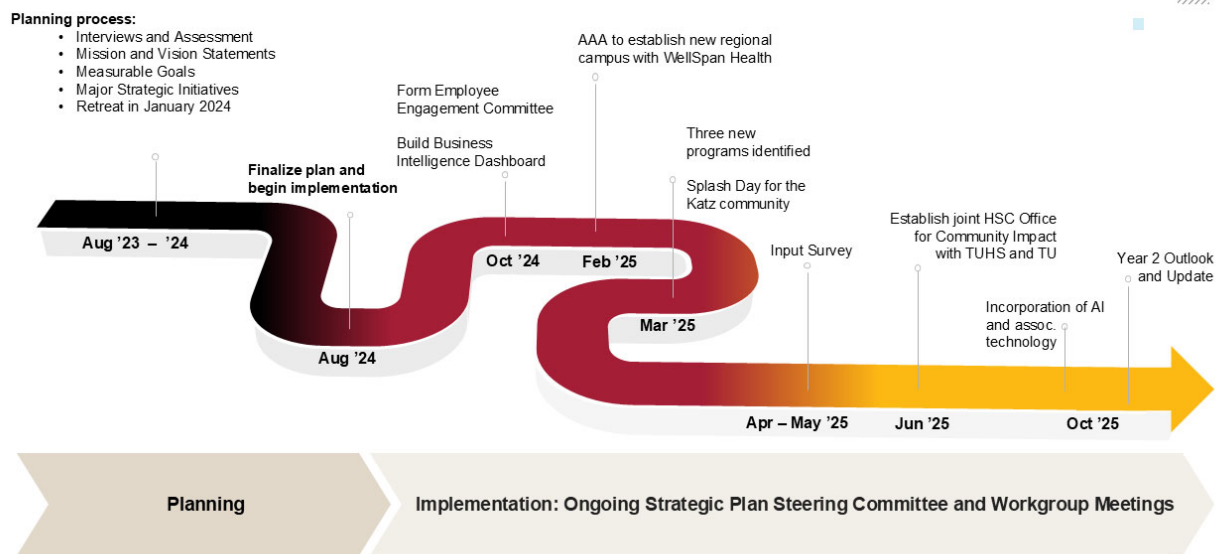 Planning process:
• Interviews and Assessment
• Mission and Vision Statements
• Measurable Goals
• Major Strategic Initiatives
• Retreat in January 2024
Aug ’23 – ’24
Finalize plan and
begin implementation
Aug ’24
Form Employee
Engagement Committee
Build Business
Intelligence Dashboard
Oct ’24
AAA to establish new regional
campus with WellSpan Health
Feb ’25
Three new
programs identified
Splash Day for the
Katz community
Mar ’25
Input Survey
Apr – May ’25
Establish joint HSC Office
for Community Impact
with TUHS and TU
Jun ’25
Incorporation of AI
and assoc.
technology
Year 2 Outlook
and Update
Oct ’25
Planning
Implementation: Ongoing Strategic Plan Steering Committee and Workgroup Meetings